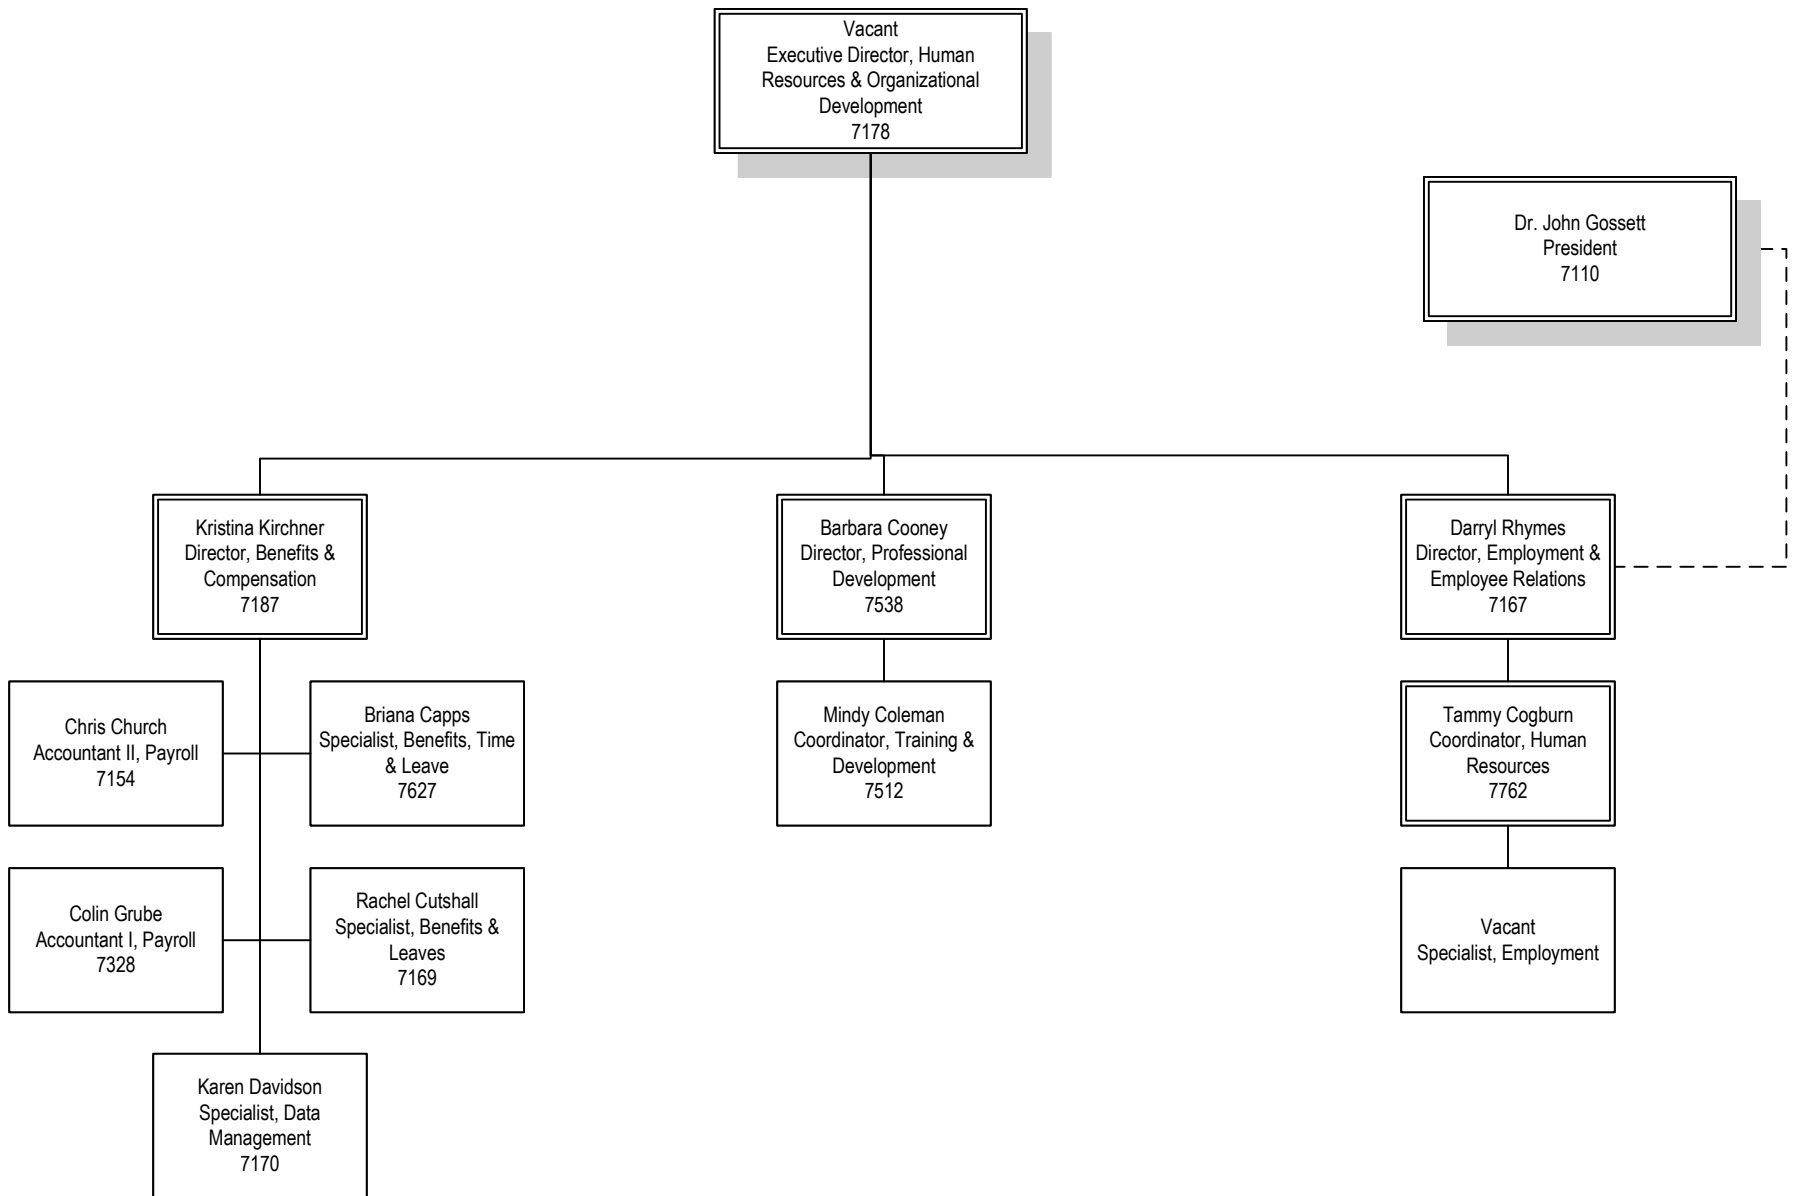 Vacant
Executive Director, Human
Resources & Organizational
Development
7178
Dr. John Gossett
President
7110
Kristina Kirchner
Director, Benefits &
Compensation
7187
Barbara Cooney
Director, Professional
Development
7538
Darryl Rhymes
Director, Employment &
Employee Relations
7167
Chris Church
Accountant II, Payroll
7154
Briana Capps
Specialist, Benefits, Time
& Leave
7627
Mindy Coleman
Coordinator, Training &
Development
7512
Tammy Cogburn
Coordinator, Human
Resources
7762
Colin Grube
Accountant I, Payroll
7328
Rachel Cutshall
Specialist, Benefits &
Leaves
7169
Vacant
Specialist, Employment
Karen Davidson
Specialist, Data
Management
7170